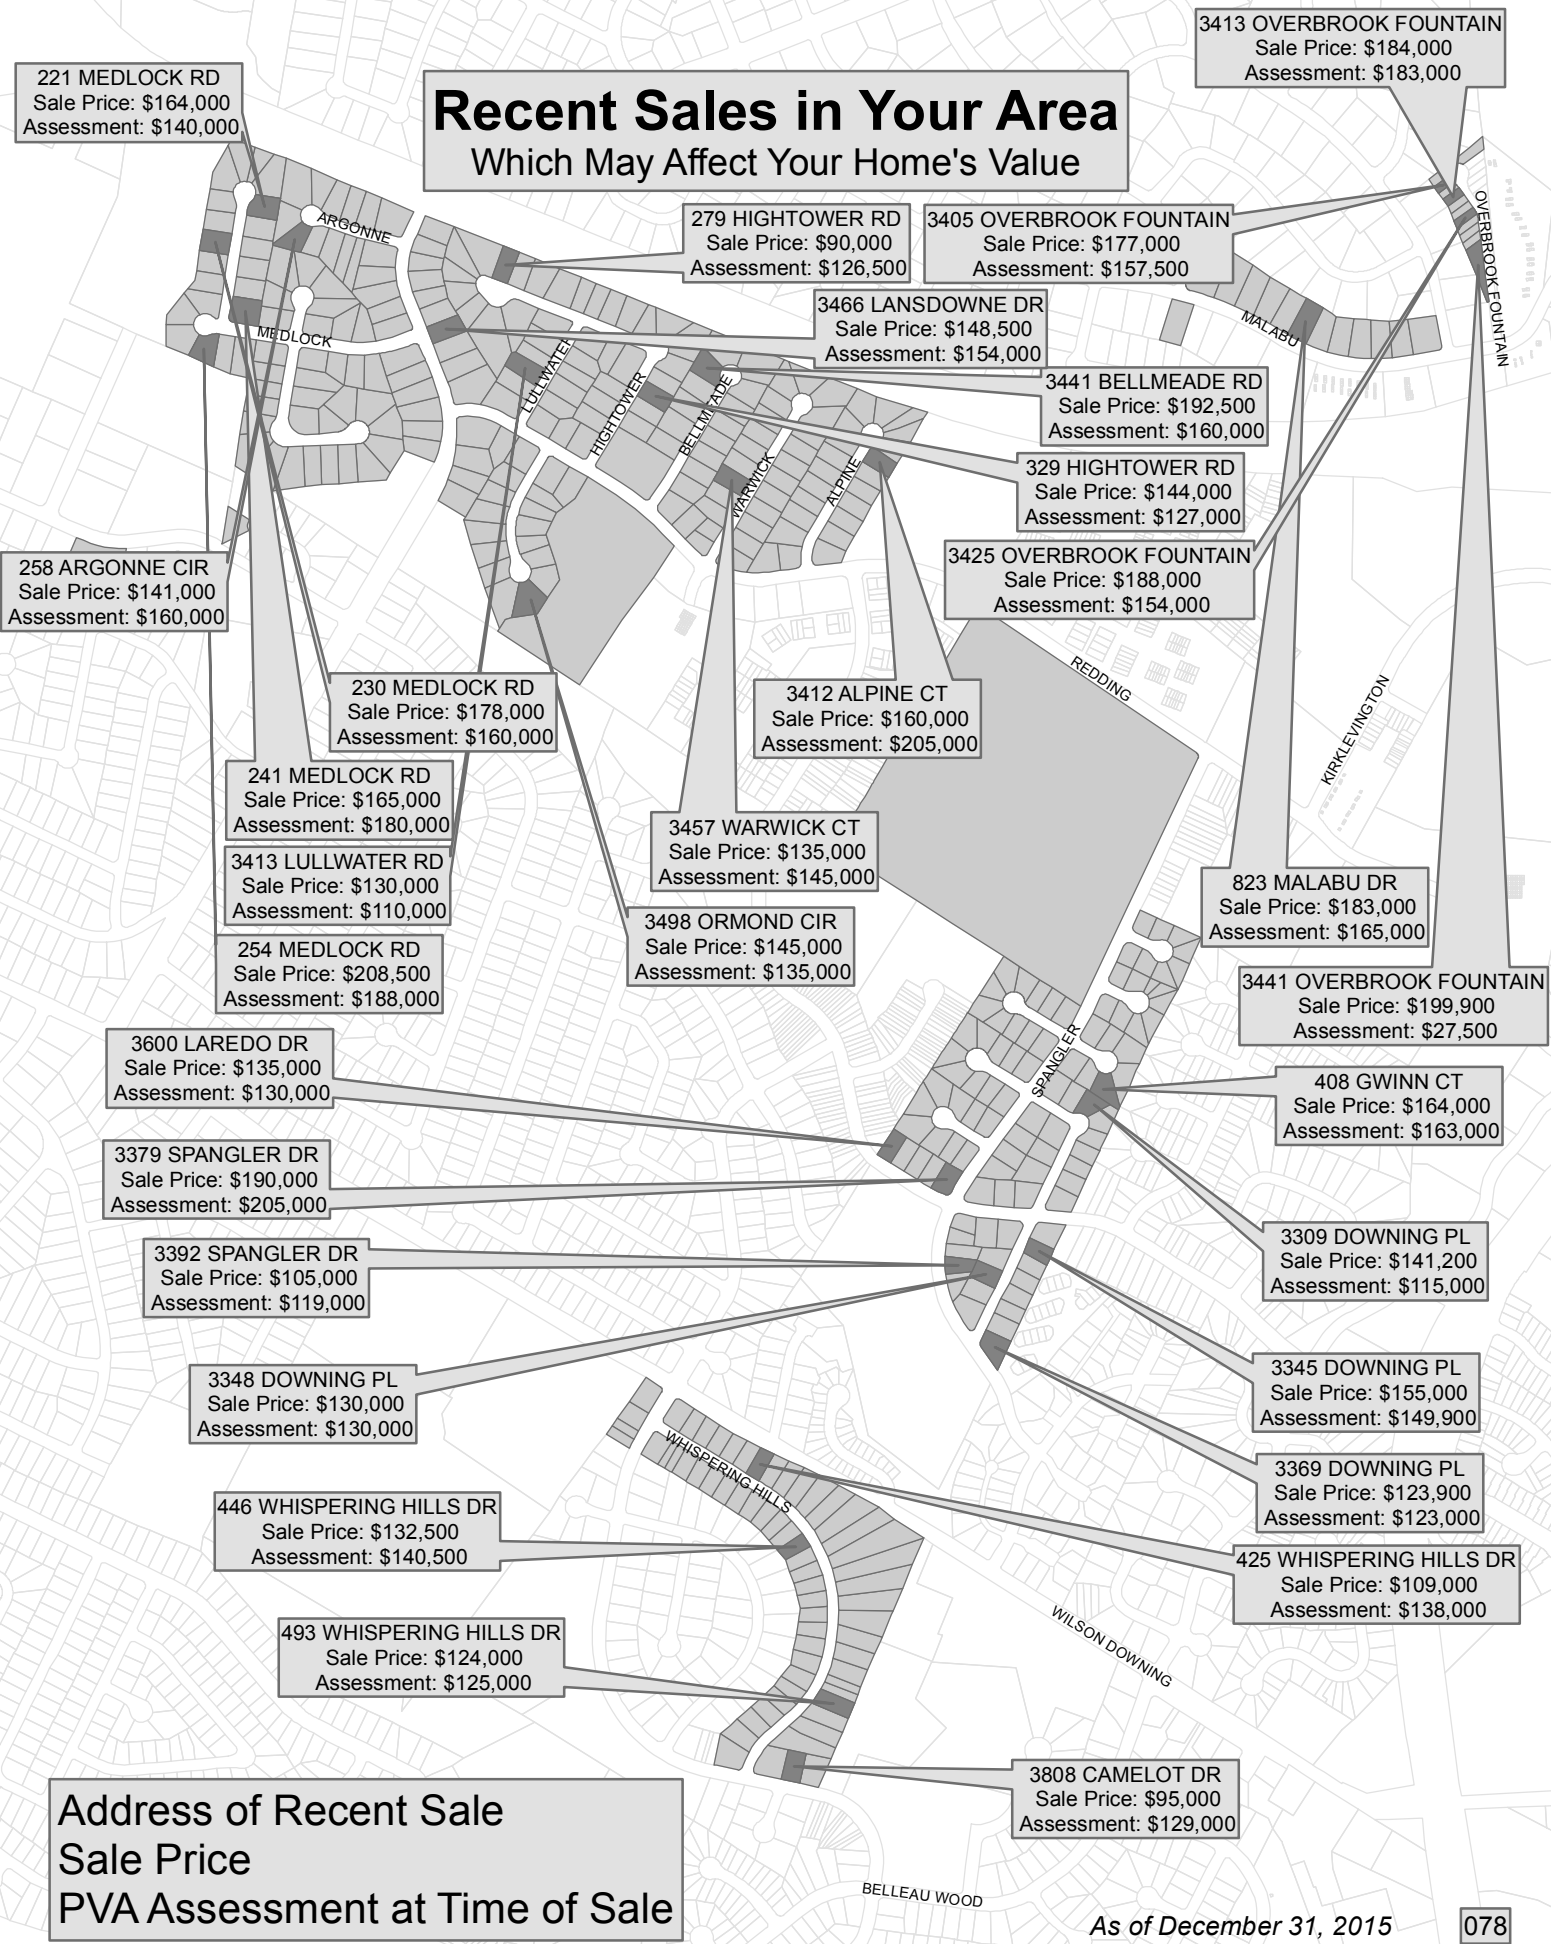 3413 OVERBROOK FOUNTAIN
Sale Price: $184,000
Assessment: $183,000
221 MEDLOCK RD
Sale Price: $164,000
Assessment: $140,000
Recent Sales in Your Area
Which May Affect Your Home's Value
279 HIGHTOWER RD
Sale Price: $90,000
Assessment: $126,500
3405 OVERBROOK FOUNTAIN
Sale Price: $177,000
Assessment: $157,500
OVERBROOK FOUNTAIN
ARGONNE
3466 LANSDOWNE DR
Sale Price: $148,500
Assessment: $154,000
MALABU
MEDLOCK
LULLWATER
HIGHTOWER
BELLMEADE
WARWICK
ALPINE
3441 BELLMEADE RD
Sale Price: $192,500
Assessment: $160,000
329 HIGHTOWER RD
Sale Price: $144,000
Assessment: $127,000
3425 OVERBROOK FOUNTAIN
Sale Price: $188,000
Assessment: $154,000
258 ARGONNE CIR
Sale Price: $141,000
Assessment: $160,000
REDDING
KIRKLEVINGTON
230 MEDLOCK RD
Sale Price: $178,000
Assessment: $160,000
3412 ALPINE CT
Sale Price: $160,000
Assessment: $205,000
241 MEDLOCK RD
Sale Price: $165,000
Assessment: $180,000
3457 WARWICK CT
Sale Price: $135,000
Assessment: $145,000
3413 LULLWATER RD
Sale Price: $130,000
Assessment: $110,000
823 MALABU DR
Sale Price: $183,000
Assessment: $165,000
3498 ORMOND CIR
Sale Price: $145,000
Assessment: $135,000
254 MEDLOCK RD
Sale Price: $208,500
Assessment: $188,000
3441 OVERBROOK FOUNTAIN
Sale Price: $199,900
Assessment: $27,500
SPANGLER
3600 LAREDO DR
Sale Price: $135,000
Assessment: $130,000
408 GWINN CT
Sale Price: $164,000
Assessment: $163,000
3379 SPANGLER DR
Sale Price: $190,000
Assessment: $205,000
3309 DOWNING PL
Sale Price: $141,200
Assessment: $115,000
3392 SPANGLER DR
Sale Price: $105,000
Assessment: $119,000
3345 DOWNING PL
Sale Price: $155,000
Assessment: $149,900
3348 DOWNING PL
Sale Price: $130,000
Assessment: $130,000
3369 DOWNING PL
Sale Price: $123,900
Assessment: $123,000
WHISPERING HILLS
446 WHISPERING HILLS DR
Sale Price: $132,500
Assessment: $140,500
425 WHISPERING HILLS DR
Sale Price: $109,000
Assessment: $138,000
WILSON DOWNING
493 WHISPERING HILLS DR
Sale Price: $124,000
Assessment: $125,000
3808 CAMELOT DR
Sale Price: $95,000
Assessment: $129,000
Address of Recent Sale
Sale Price
PVA Assessment at Time of Sale
BELLEAU WOOD
As of December 31, 2015
078